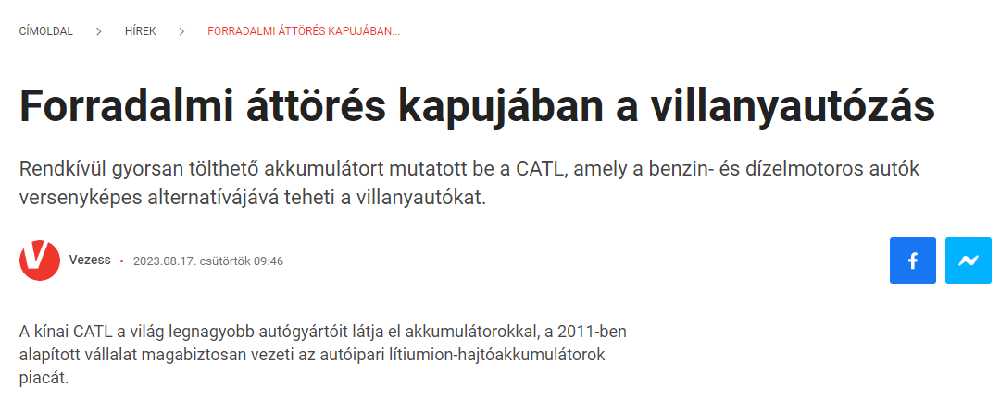 CÍMOLDAL > HÍREK > FORRADALMI ÁTTÖRÉS KAPUJÁBAN...
Forradalmi áttörés kapujában a villanyautózás
Rendkívül gyorsan tölthető akkumulátort mutatott be a CATL, amely a benzin- és dízelmotoros autók
versenyképes alternatívájává teheti a villanyautókat.
Vezess • 2023.08.17. csütörtök 09:46
A kínai CATL a világ legnagyobb autógyártóit látja el akkumulátorokkal, a 2011-ben
alapított vállalat magabiztosan vezeti az autóipari lítiumion-hajtóakkumulátorok
piacát.